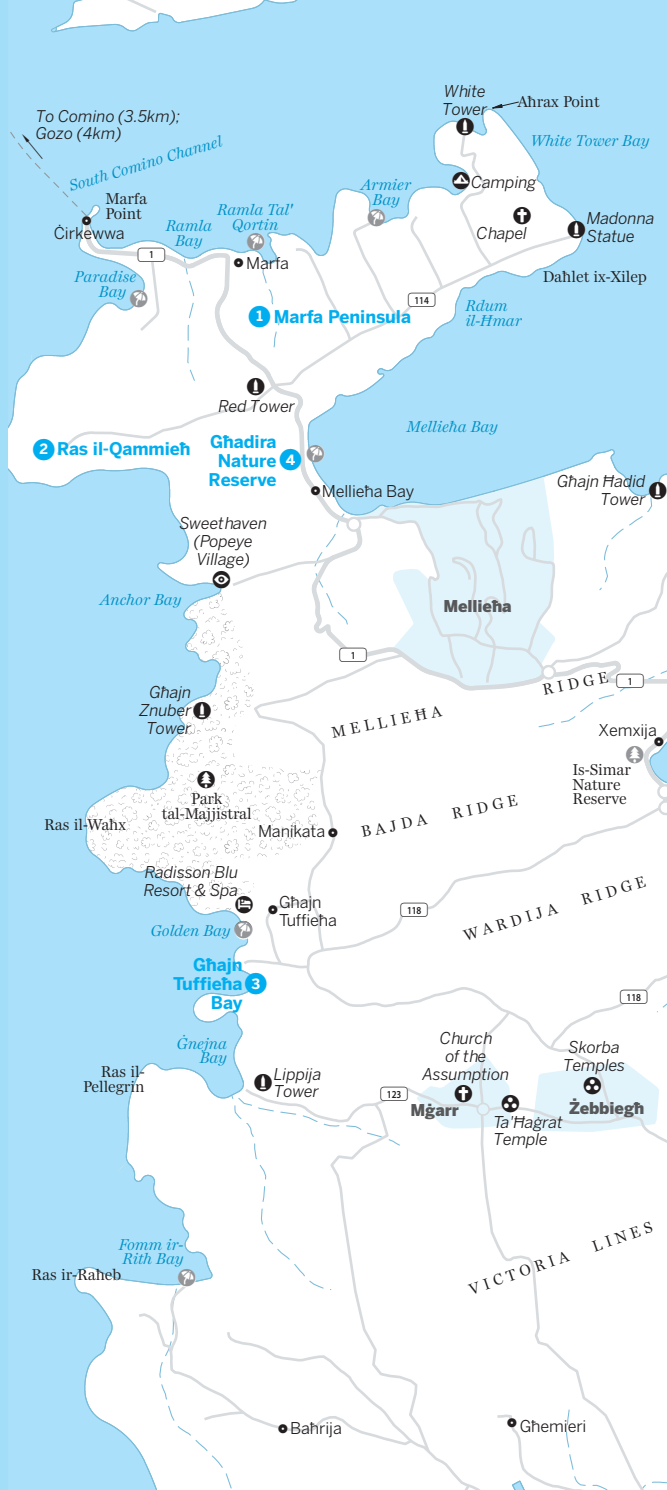 White
Tower
Aħrax Point
To Comino (3.5km);
Gozo (4km)
White Tower Bay
South Comino Channel
Camping
Armier
Bay
Marfa
Point
Ramla Tal'
Qortin
Madonna
Statue
Chapel
Ramla
Bay
Ċirkewwa
1
Marfa
Daħlet ix-Xilep
Paradise
Bay
114
Rdum
il-Ħmar
1 Marfa Peninsula
Red Tower
Mellieħa Bay
2 Ras il-Qammieħ
Għadira
Nature
Reserve
4
Għajn Ħadid
Tower
Mellieħa Bay
Sweethaven
(Popeye
Village)
Anchor Bay
Mellieħa
1
RIDGE
1
Għajn
Znuber
Tower
MELLIEĦA
Xemxija
Is-Simar
Nature
Reserve
Park
tal-Majjistral
Ras il-Waħx
Manikata
BAJDA RIDGE
Radisson Blu
Resort & Spa
Għajn
Tuffieħa
118
WARDIJA RIDGE
Golden Bay
Għajn
Tuffieħa
Bay
3
118
Ġnejna
Bay
Church
of the
Assumption
Skorba
Temples
Ras il-
Pellegrin
Lippija
Tower
123
Mġarr
Żebbiegħ
Ta'Ħaġrat
Temple
Fomm ir-
Rith Bay
VICTORIA LINES
Ras ir-Raħeb
Baħrija
Għemieri